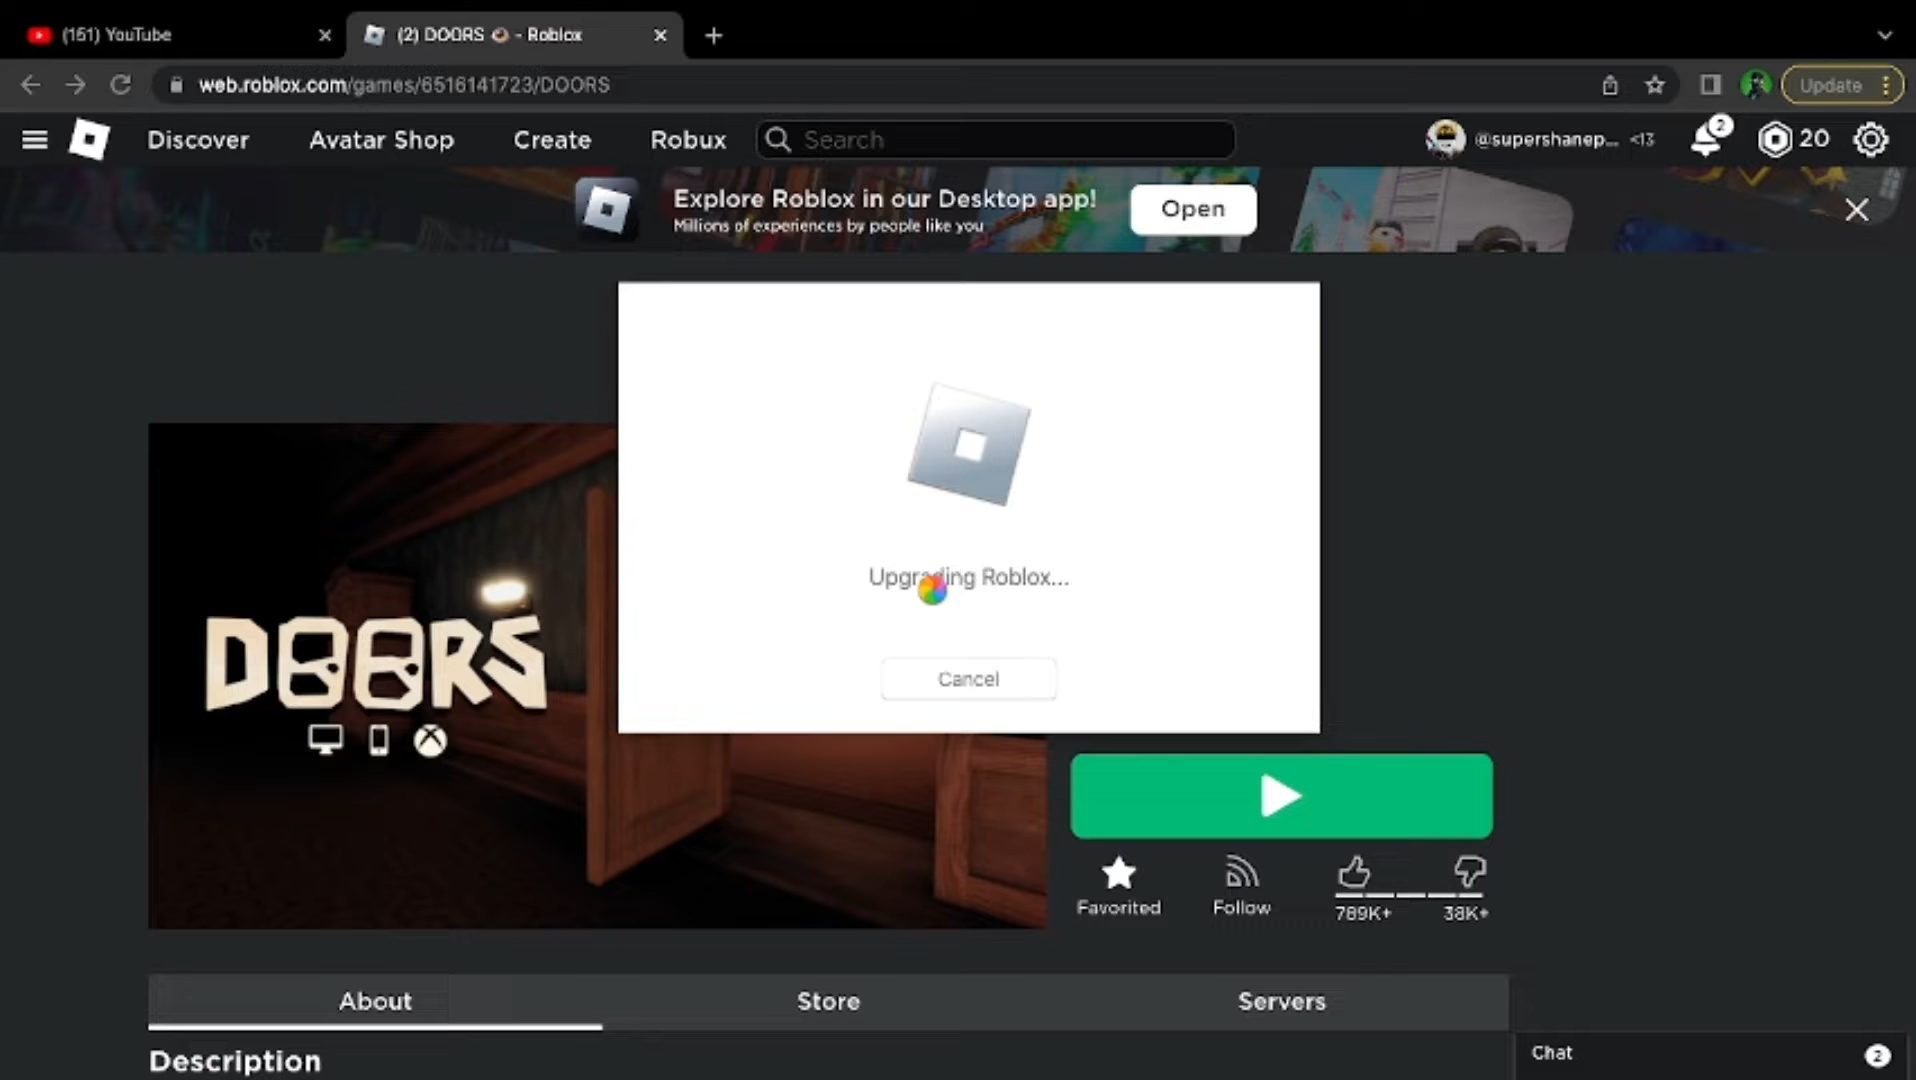 (151) YouTube
(2) DOORS 👁️ - Roblox
web.roblox.com/games/6516141723/DOORS
Update
Discover
Avatar Shop
Create
Robux
Search
@supershanep... <13
2
20
Explore Roblox in our Desktop app!
Millions of experiences by people like you
Open
Upgrading Roblox...
Cancel
DOORS
Favorited
Follow
789K+
38K+
About
Store
Servers
Description
Chat
2